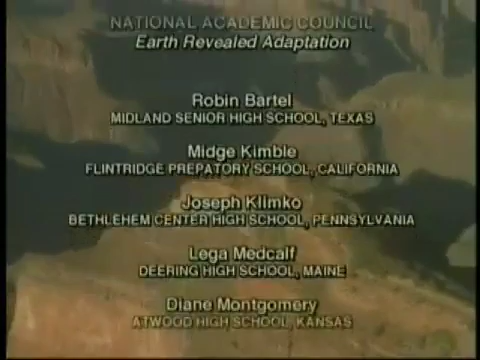 NATIONAL ACADEMIC COUNCIL
Earth Revealed Adaptation
Robin Bartel
MIDLAND SENIOR HIGH SCHOOL, TEXAS
Midge Kimble
FLINTRIDGE PREPATORY SCHOOL, CALIFORNIA
Joseph Klimko
BETHLEHEM CENTER HIGH SCHOOL, PENNSYLVANIA
Lega Medcalf
DEERING HIGH SCHOOL, MAINE
Diane Montgomery
ATWOOD HIGH SCHOOL, KANSAS